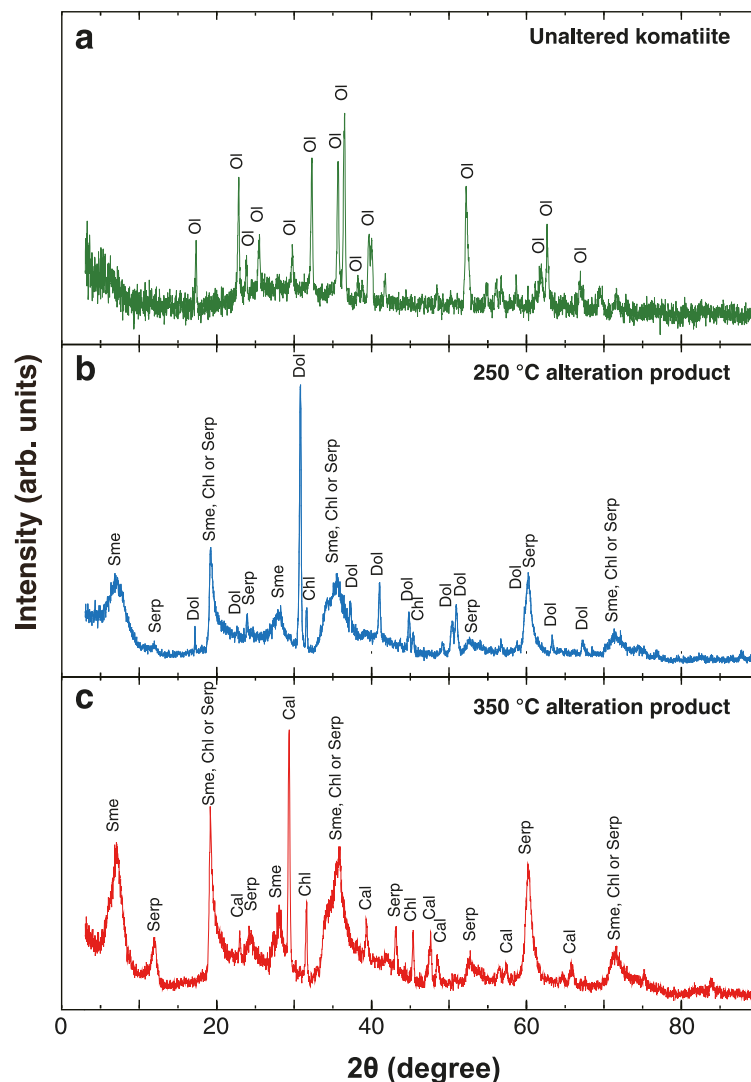 a
Unaltered komatiite
Ol
Ol
Ol
Ol
Ol
Ol
Ol
Ol
Ol
Ol
Ol
Ol
Ol
Ol
b
250 °C alteration product
Sme
Serp
Dol
Sme, Chl or Serp
Dol
Serp
Sme
Dol
Chl
Sme, Chl or Serp
Dol
Dol
Dol
Chl
Dol
Dol
Serp
Dol
Serp
Dol
Dol
Sme, Chl or Serp
c
350 °C alteration product
Sme
Serp
Sme, Chl or Serp
Cal
Serp
Sme
Cal
Chl
Sme, Chl or Serp
Cal
Serp
Chl
Cal
Cal
Serp
Cal
Serp
Cal
Sme, Chl or Serp
Intensity (arb. units)
0 20 40 60 80
2θ (degree)